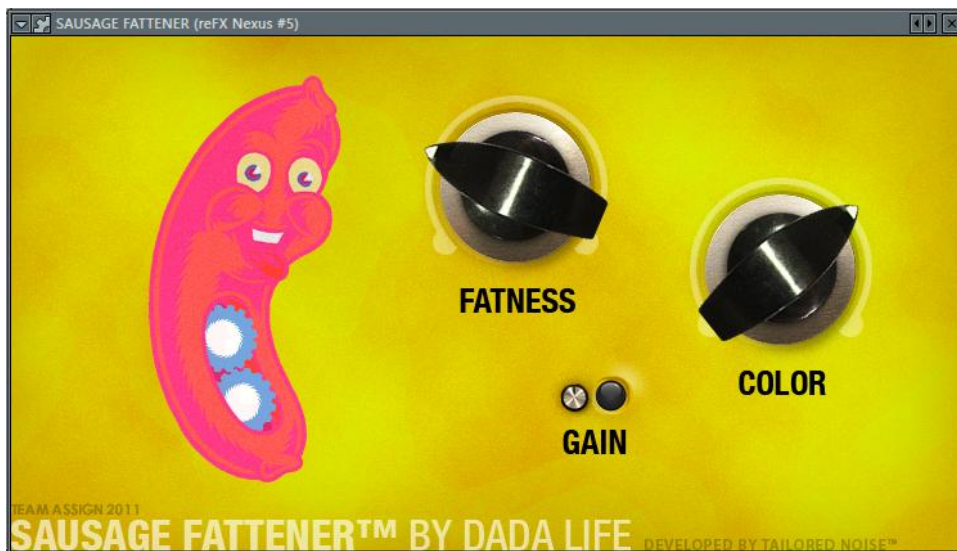 SAUSAGE FATTENER (reFX Nexus #5)
FATNESS
COLOR
GAIN
TEAM ASSIGN 2011
SAUSAGE FATTENER™ BY DADA LIFE DEVELOPED BY TAILORED NOISE™